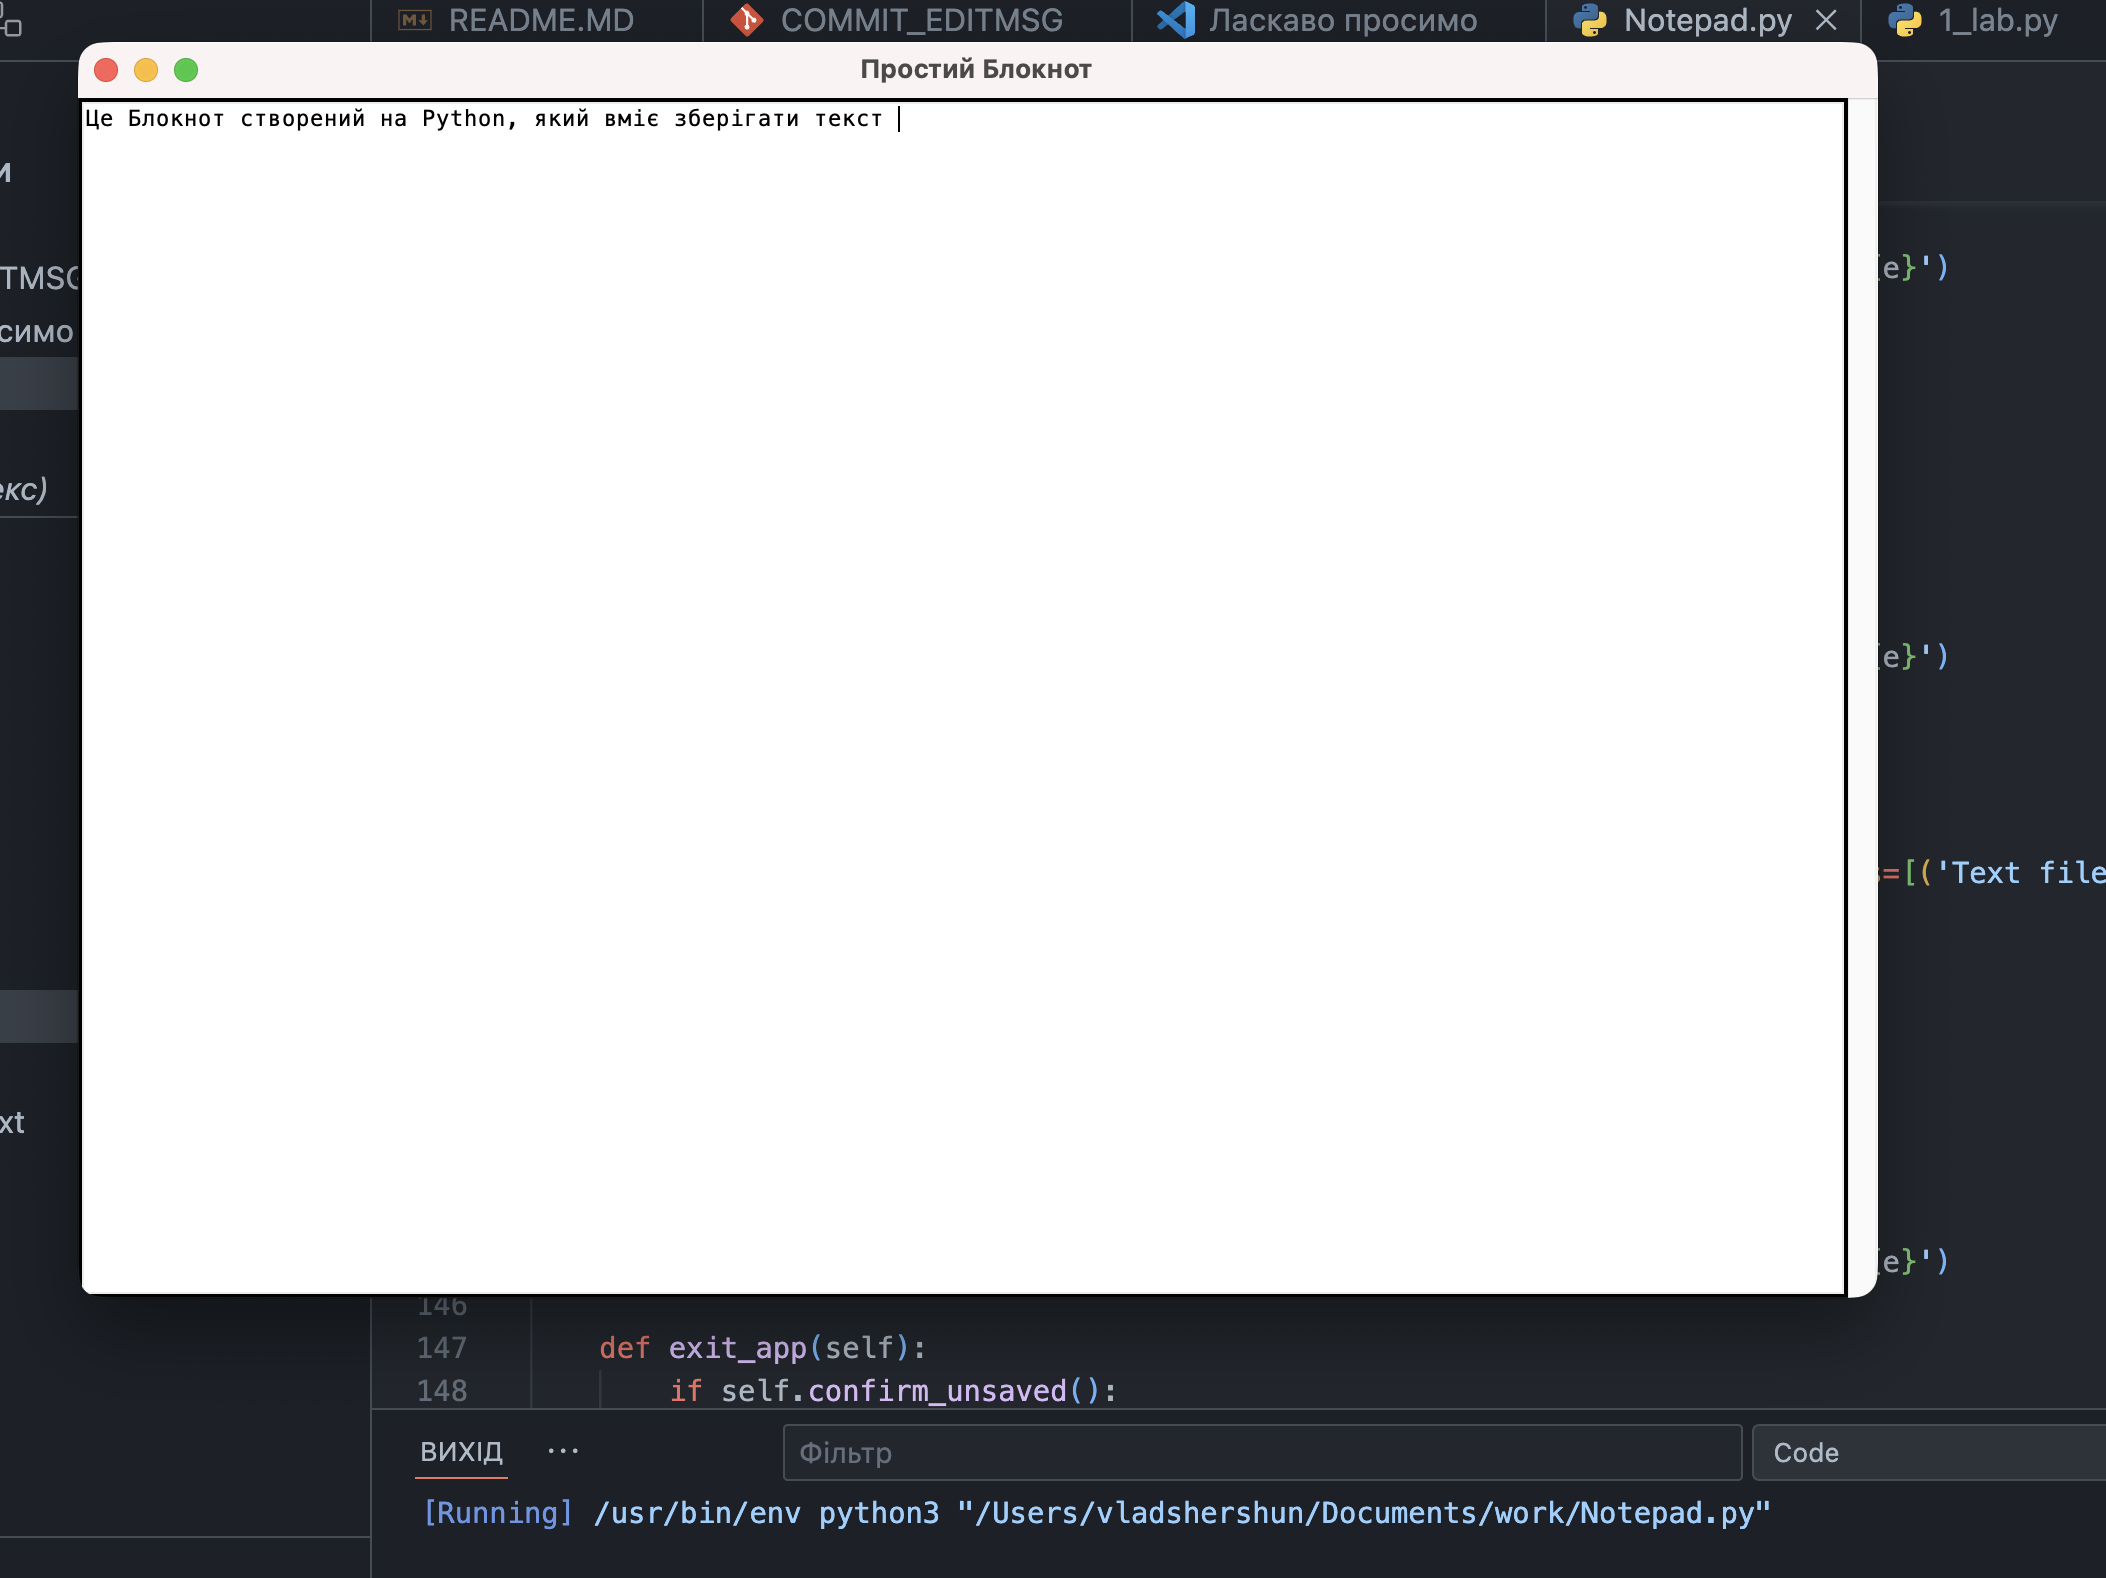 README.MD
COMMIT_EDITMSG
Ласкаво просимо
Notepad.py
1_lab.py
Простий Блокнот
Це Блокнот створений на Python, який вміє зберігати текст
и
TMSG
e}')
симо
екс)
e}')
=[('Text file
xt
e}')
146
147 def exit_app(self):
148 if self.confirm_unsaved():
ВИХІД ...
Фільтр
Code
[Running] /usr/bin/env python3 "/Users/vladshershun/Documents/work/Notepad.py"